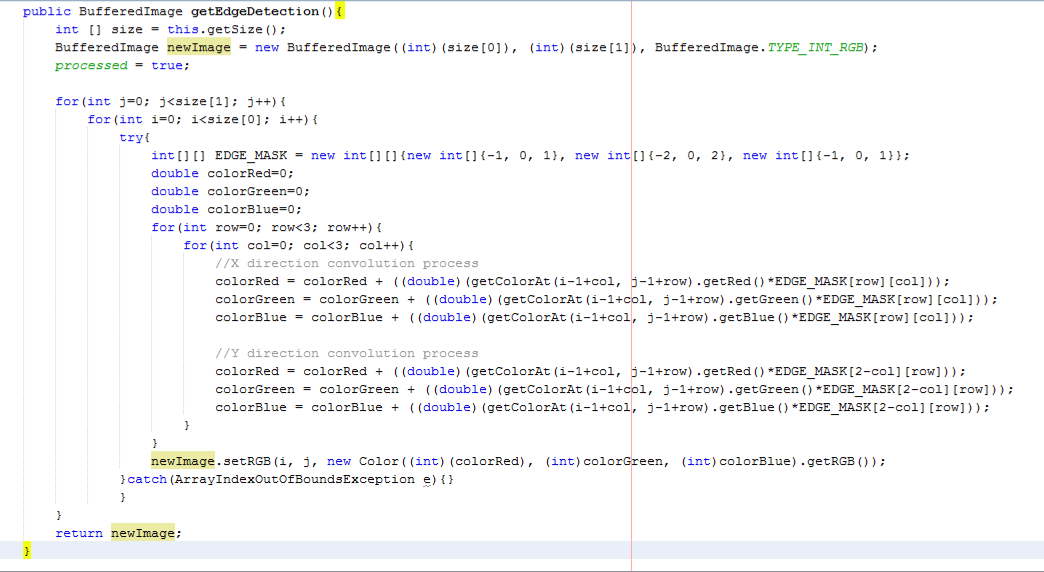 public BufferedImage getEdgeDetection(){
int [] size = this.getSize();
BufferedImage newImage = new BufferedImage((int)(size[0]), (int)(size[1]), BufferedImage.TYPE_INT_RGB);
processed = true;
for(int j=0; j<size[1]; j++){
for(int i=0; i<size[0]; i++){
try{
int[][] EDGE_MASK = new int[][]{new int[]{-1, 0, 1}, new int[]{-2, 0, 2}, new int[]{-1, 0, 1}};
double colorRed=0;
double colorGreen=0;
double colorBlue=0;
for(int row=0; row<3; row++){
for(int col=0; col<3; col++){
//X direction convolution process
colorRed = colorRed + ((double)(getColorAt(i-1+col, j-1+row).getRed()*EDGE_MASK[row][col]));
colorGreen = colorGreen + ((double)(getColorAt(i-1+col, j-1+row).getGreen()*EDGE_MASK[row][col]));
colorBlue = colorBlue + ((double)(getColorAt(i-1+col, j-1+row).getBlue()*EDGE_MASK[row][col]));
//Y direction convolution process
colorRed = colorRed + ((double)(getColorAt(i-1+col, j-1+row).getRed()*EDGE_MASK[2-col][row]));
colorGreen = colorGreen + ((double)(getColorAt(i-1+col, j-1+row).getGreen()*EDGE_MASK[2-col][row]));
colorBlue = colorBlue + ((double)(getColorAt(i-1+col, j-1+row).getBlue()*EDGE_MASK[2-col][row]));
}
}
newImage.setRGB(i, j, new Color((int)(colorRed), (int)colorGreen, (int)colorBlue).getRGB());
}catch(ArrayIndexOutOfBoundsException e){}
}
}
return newImage;
}